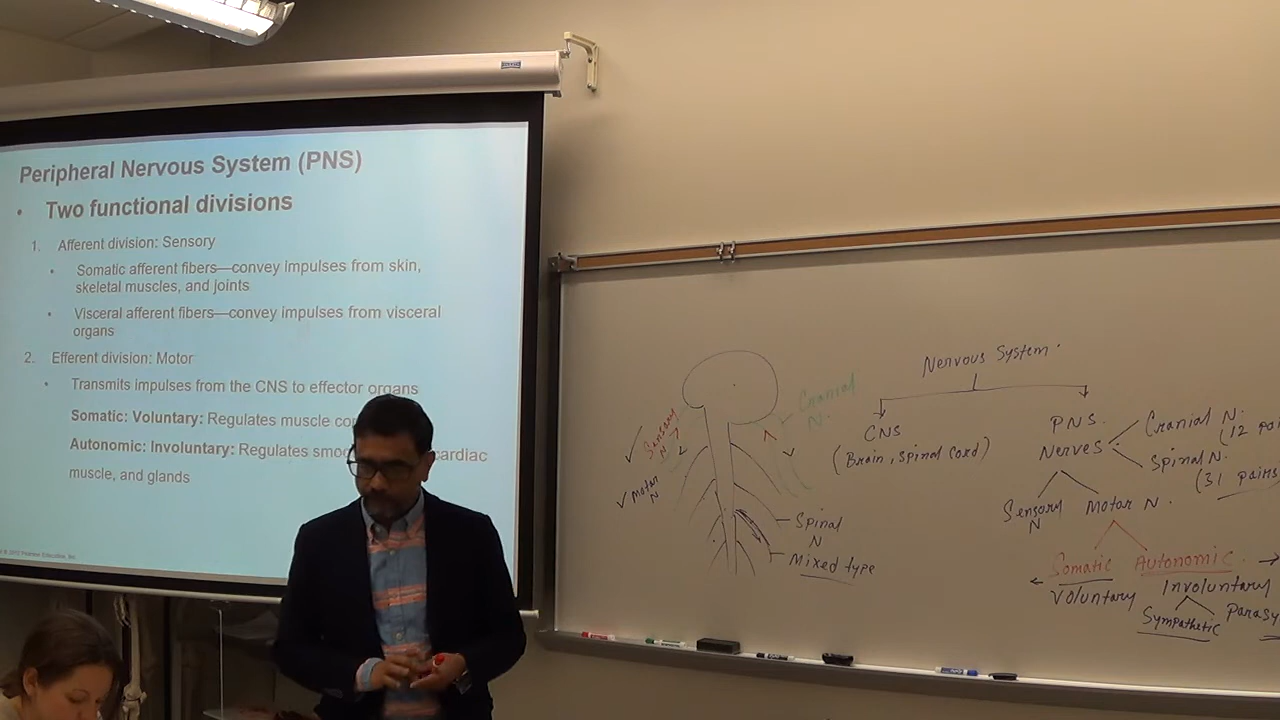 Peripheral Nervous System (PNS)
• Two functional divisions
1. Afferent division: Sensory
• Somatic afferent fibers—convey impulses from skin,
skeletal muscles, and joints
• Visceral afferent fibers—convey impulses from visceral
organs
2. Efferent division: Motor
• Transmits impulses from the CNS to effector organs
Somatic: Voluntary: Regulates muscle
Autonomic: Involuntary: Regulates cardiac
muscle, and glands
Sensory
N
Motor
N
Cranial
N.
Spinal
N
Mixed type
Nervous System
CNS
(Brain, Spinal Cord)
PNS
Nerves
Cranial N.
(12
Spinal N.
(31 pairs
Sensory
N
Motor N.
Somatic
Voluntary
Autonomic
Involuntary
Sympathetic